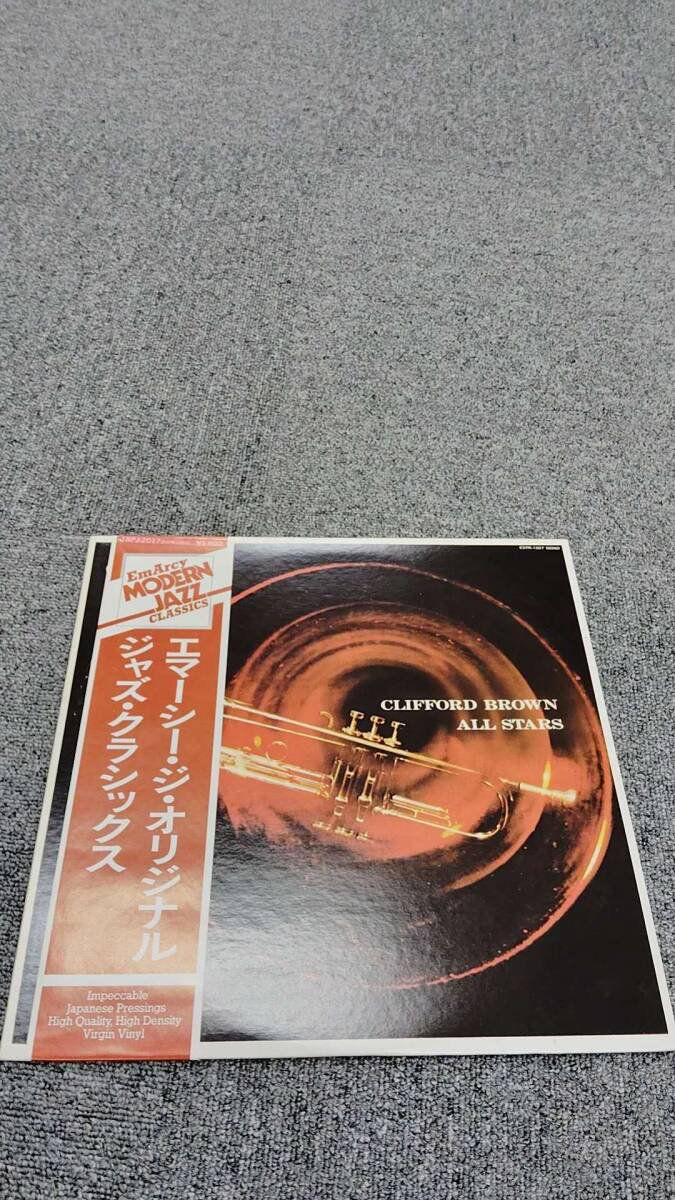 EmArcy
MODERN
JAZZ
CLASSICS
エマーシー・ジ・オリジナル
ジャズ・クラシックス
Impeccable
Japanese Pressings
High Quality, High Density
Virgin Vinyl
MONO
CLIFFORD BROWN
ALL STARS